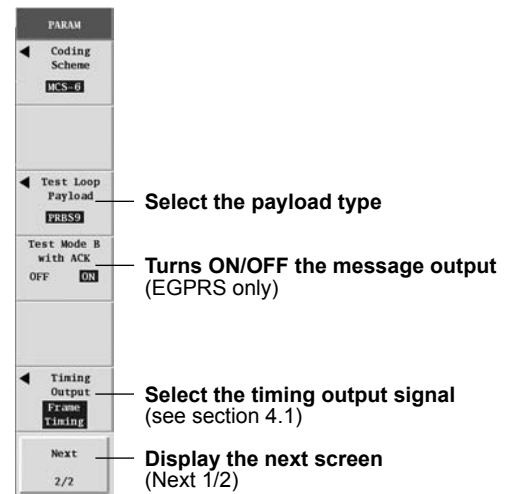 PARAM
Coding
Scheme
MCS-6
Test Loop
Payload
PRBS9
Select the payload type
Test Mode B
with ACK
OFF ON
Turns ON/OFF the message output
(EGPRS only)
Timing
Output
Frame
Timing
Select the timing output signal
(see section 4.1)
Next
2/2
Display the next screen
(Next 1/2)